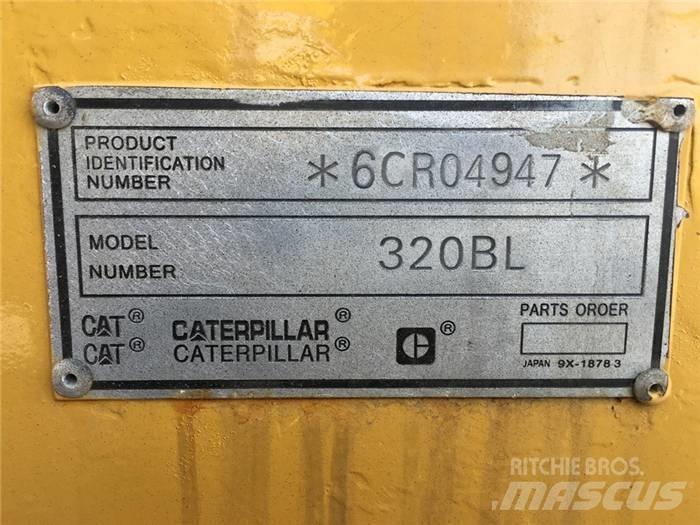 PRODUCT
IDENTIFICATION
NUMBER
*6CR04947*
MODEL
NUMBER
320BL
CAT® CATERPILLAR® ®
CAT® CATERPILLAR®
PARTS ORDER
JAPAN 9X-1878 3
RITCHIE BROS.
MASCUS